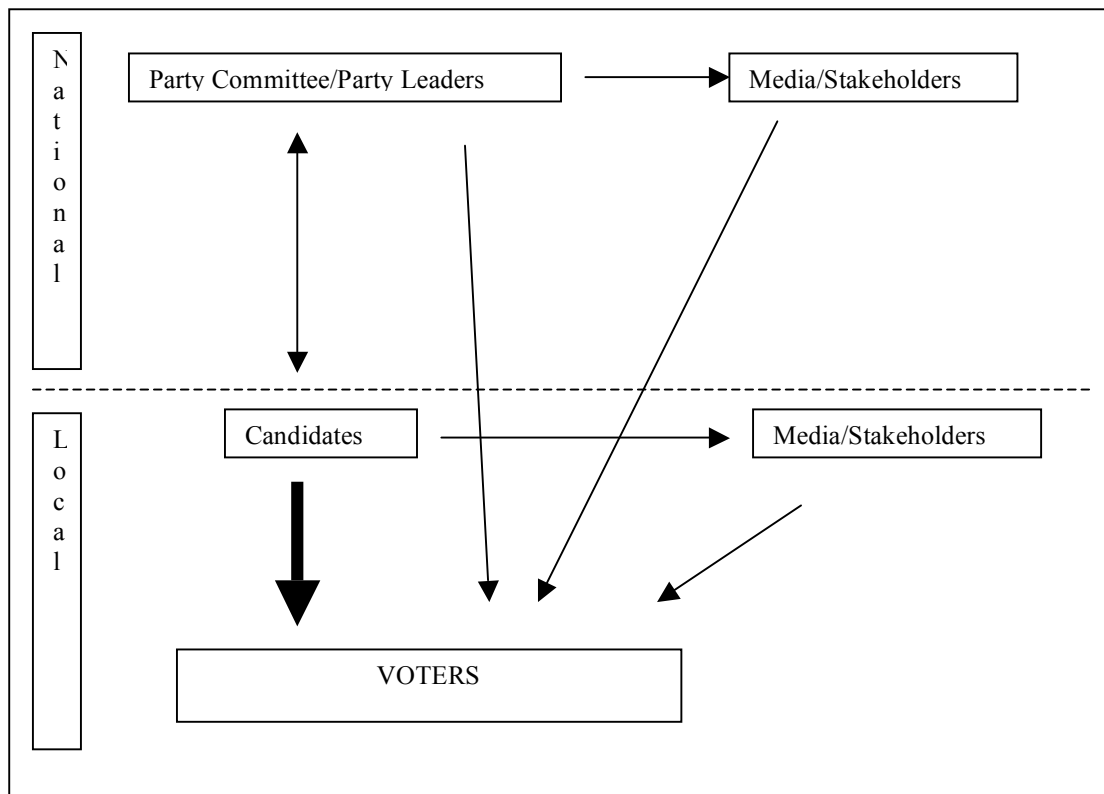 National
Party Committee/Party Leaders
Media/Stakeholders
Local
Candidates
Media/Stakeholders
VOTERS